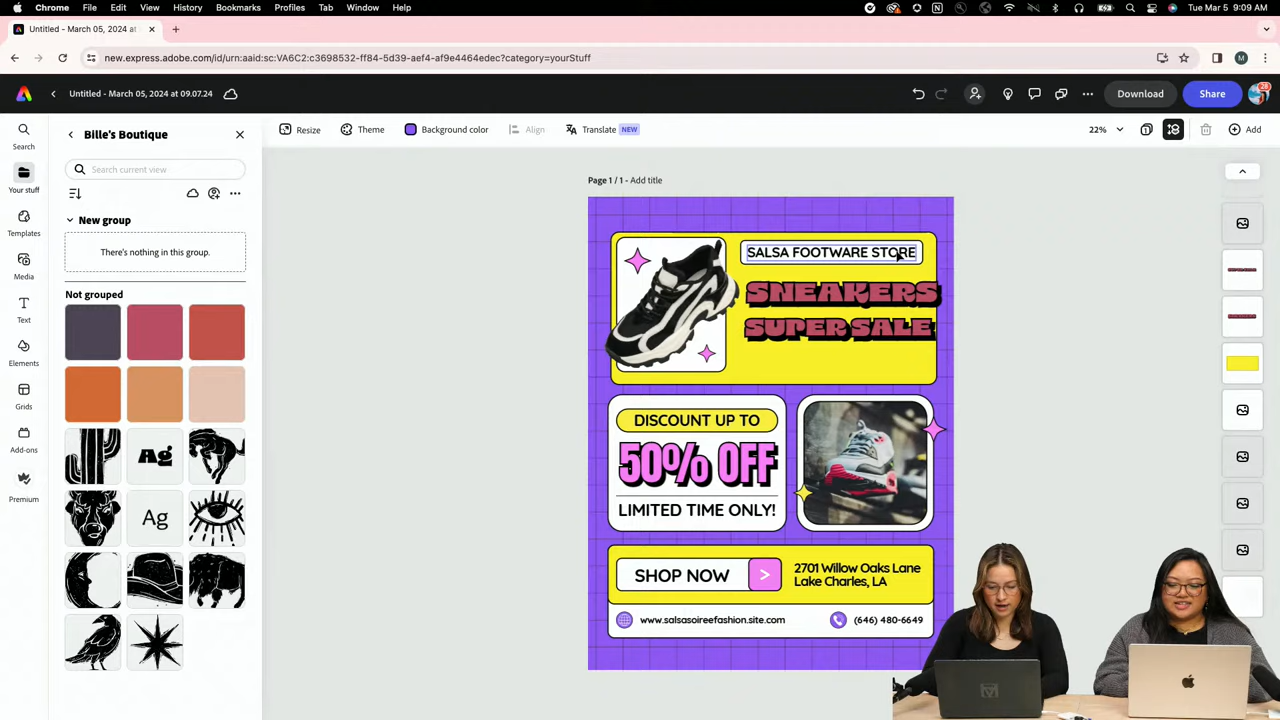 Chrome File Edit View History Bookmarks Profiles Tab Window Help
Tue Mar 5 9:09 AM
Untitled - March 05, 2024 at 09.0
new.express.adobe.com/id/urn:aaid:sc:VA6C2:c3698532-ff84-5d39-aef4-af9e4464edec?category=yourStuff
M
Untitled - March 05, 2024 at 09.07.24
Download
Share
28
Search
Your stuff
Templates
Media
Text
Elements
Grids
Add-ons
Premium
Bille's Boutique
Search current view
New group
There's nothing in this group.
Not grouped
Ag
Ag
Resize Theme Background color Align Translate NEW
22%
1
Add
Page 1 / 1 - Add title
SALSA FOOTWARE STORE
SNEAKERS
SUPER SALE
DISCOUNT UP TO
50% OFF
LIMITED TIME ONLY!
SHOP NOW >
2701 Willow Oaks Lane
Lake Charles, LA
www.salsasoireefashion.site.com
(646) 480-6649